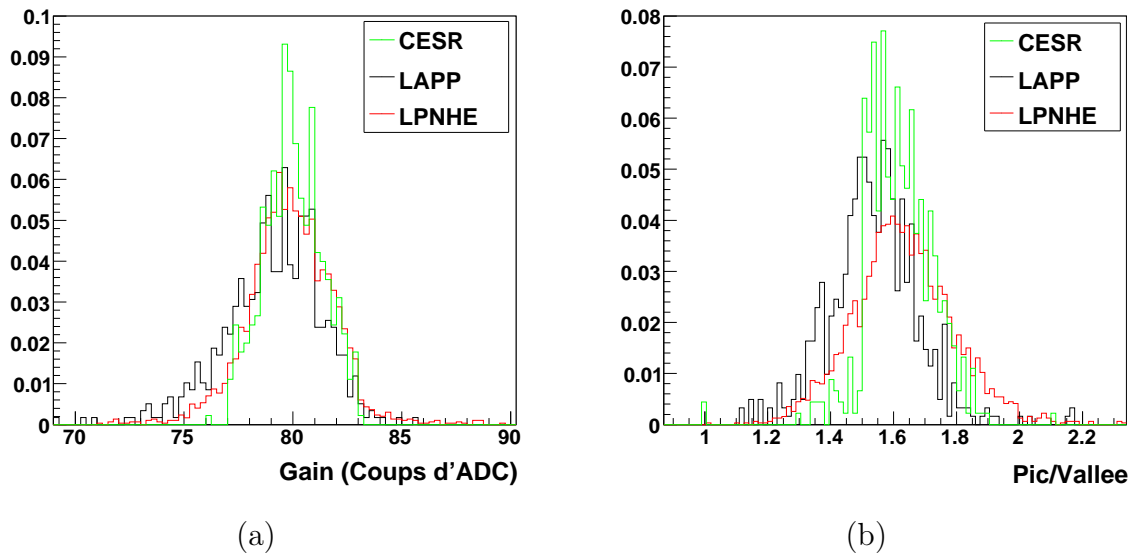 0.1
0.09
0.08
0.07
0.06
0.05
0.04
0.03
0.02
0.01
0
70 75 80 85 90
Gain (Coups d'ADC)
CESR
LAPP
LPNHE
(a)
0.08
0.07
0.06
0.05
0.04
0.03
0.02
0.01
0
1 1.2 1.4 1.6 1.8 2 2.2
Pic/Vallee
CESR
LAPP
LPNHE
(b)